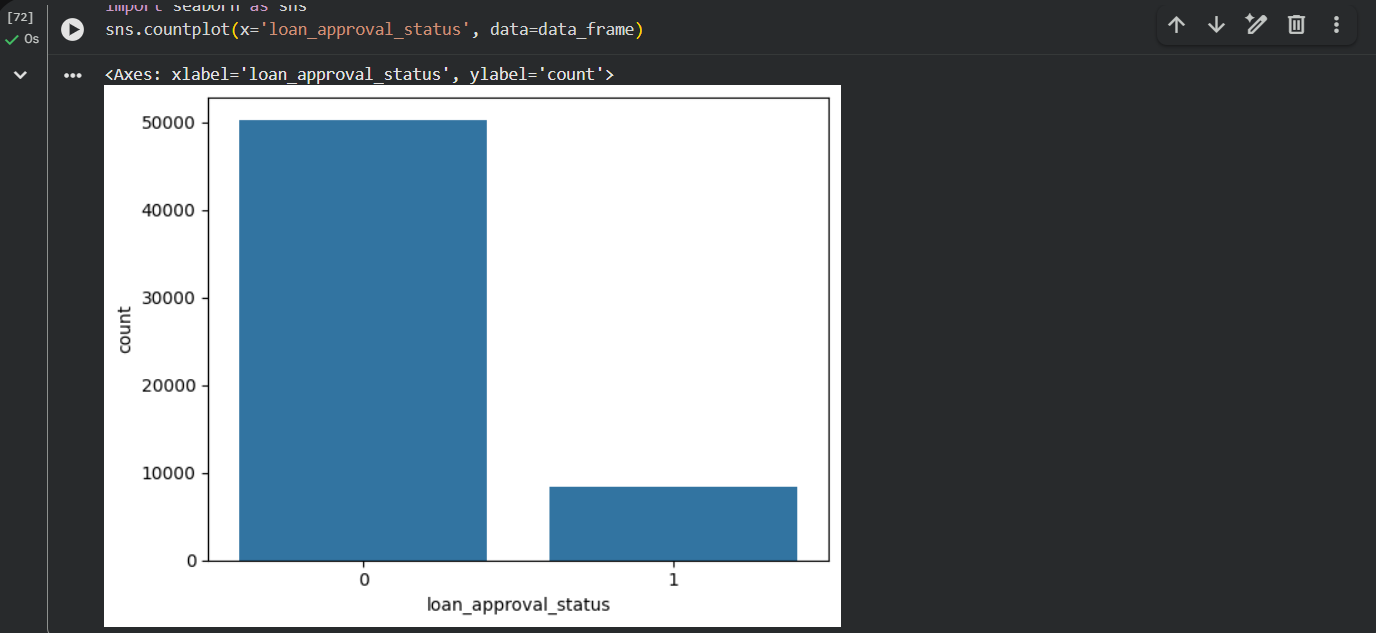 import seaborn as sns
[72]
0s
sns.countplot(x='loan_approval_status', data=data_frame)
<Axes: xlabel='loan_approval_status', ylabel='count'>
50000
40000
30000
20000
10000
0
count
0
1
loan_approval_status